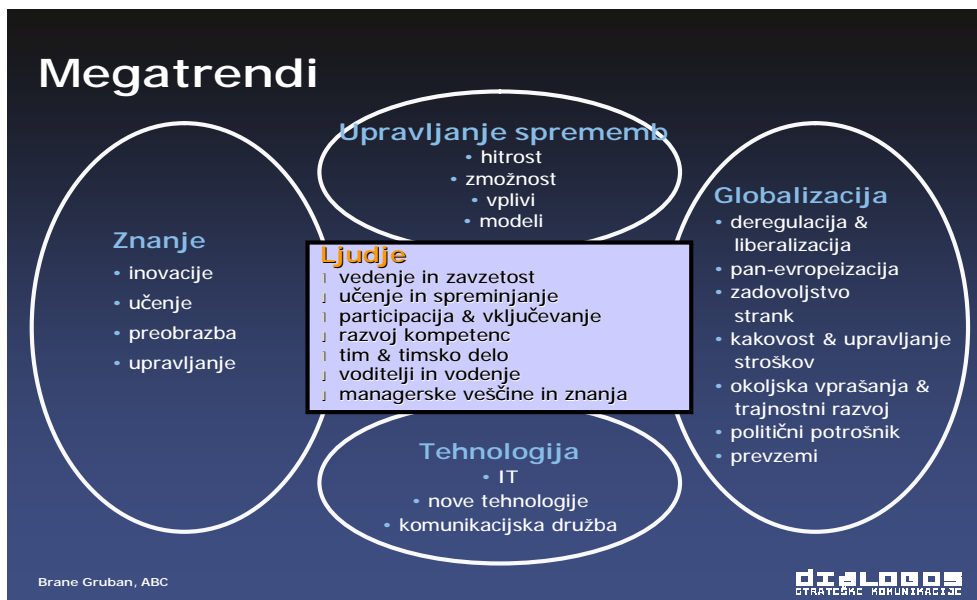 Megatrendi
Upravljanje sprememb
• hitrost
• zmožnost
• vplivi
• modeli
Znanje
• inovacije
• učenje
• preobrazba
• upravljanje
Ljudje
vedenje in zavzetost
učenje in spreminjanje
participacija & vključevanje
razvoj kompetenc
tim & timsko delo
voditelji in vodenje
managerske veščine in znanja
Globalizacija
• deregulacija &
liberalizacija
• pan-evropeizacija
• zadovoljstvo
strank
• kakovost & upravljanje
stroškov
• okoljska vprašanja &
trajnostni razvoj
• politični potrošnik
• prevzemi
Tehnologija
• IT
• nove tehnologije
• komunikacijska družba
Brane Gruban, ABC
dialogos
STRATEŠKE KOMUNIKACIJE